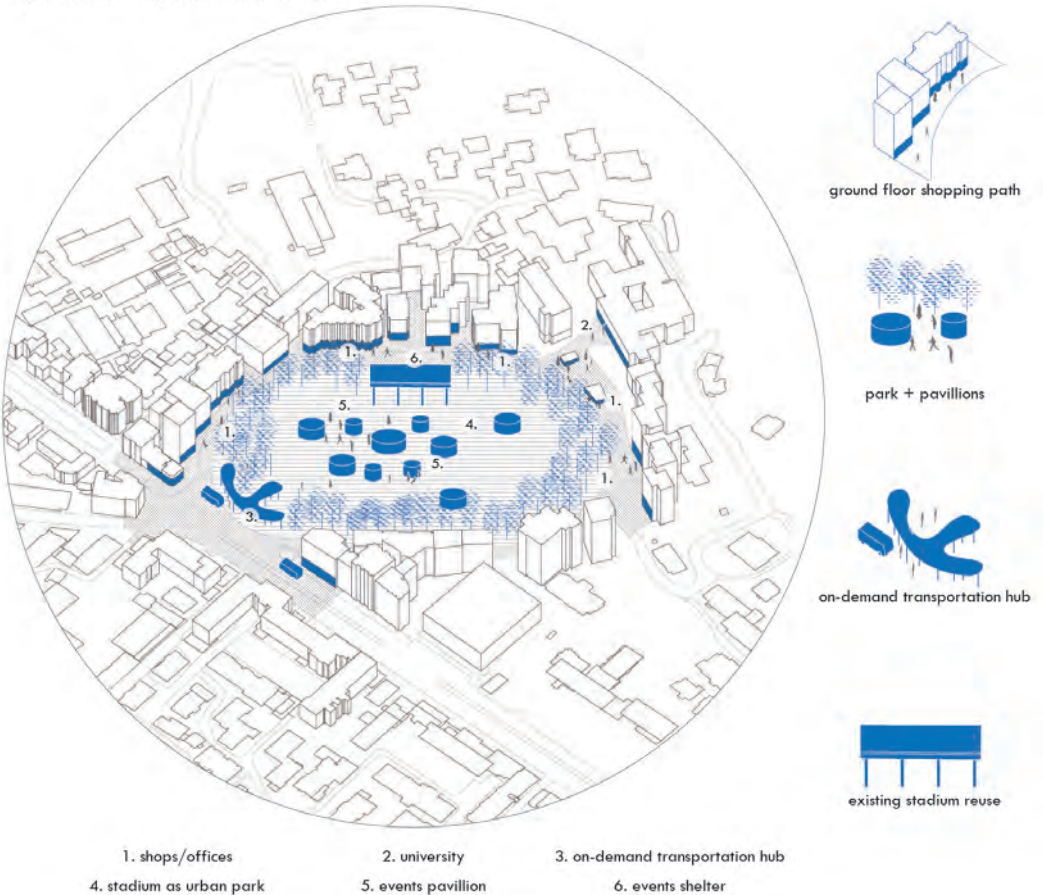 ground floor shopping path
2.
1.
6.
1.
park + pavillions
1.
5.
4.
1.
5.
1.
3.
on-demand transportation hub
existing stadium reuse
1. shops/offices 2. university 3. on-demand transportation hub
4. stadium as urban park 5. events pavillion 6. events shelter